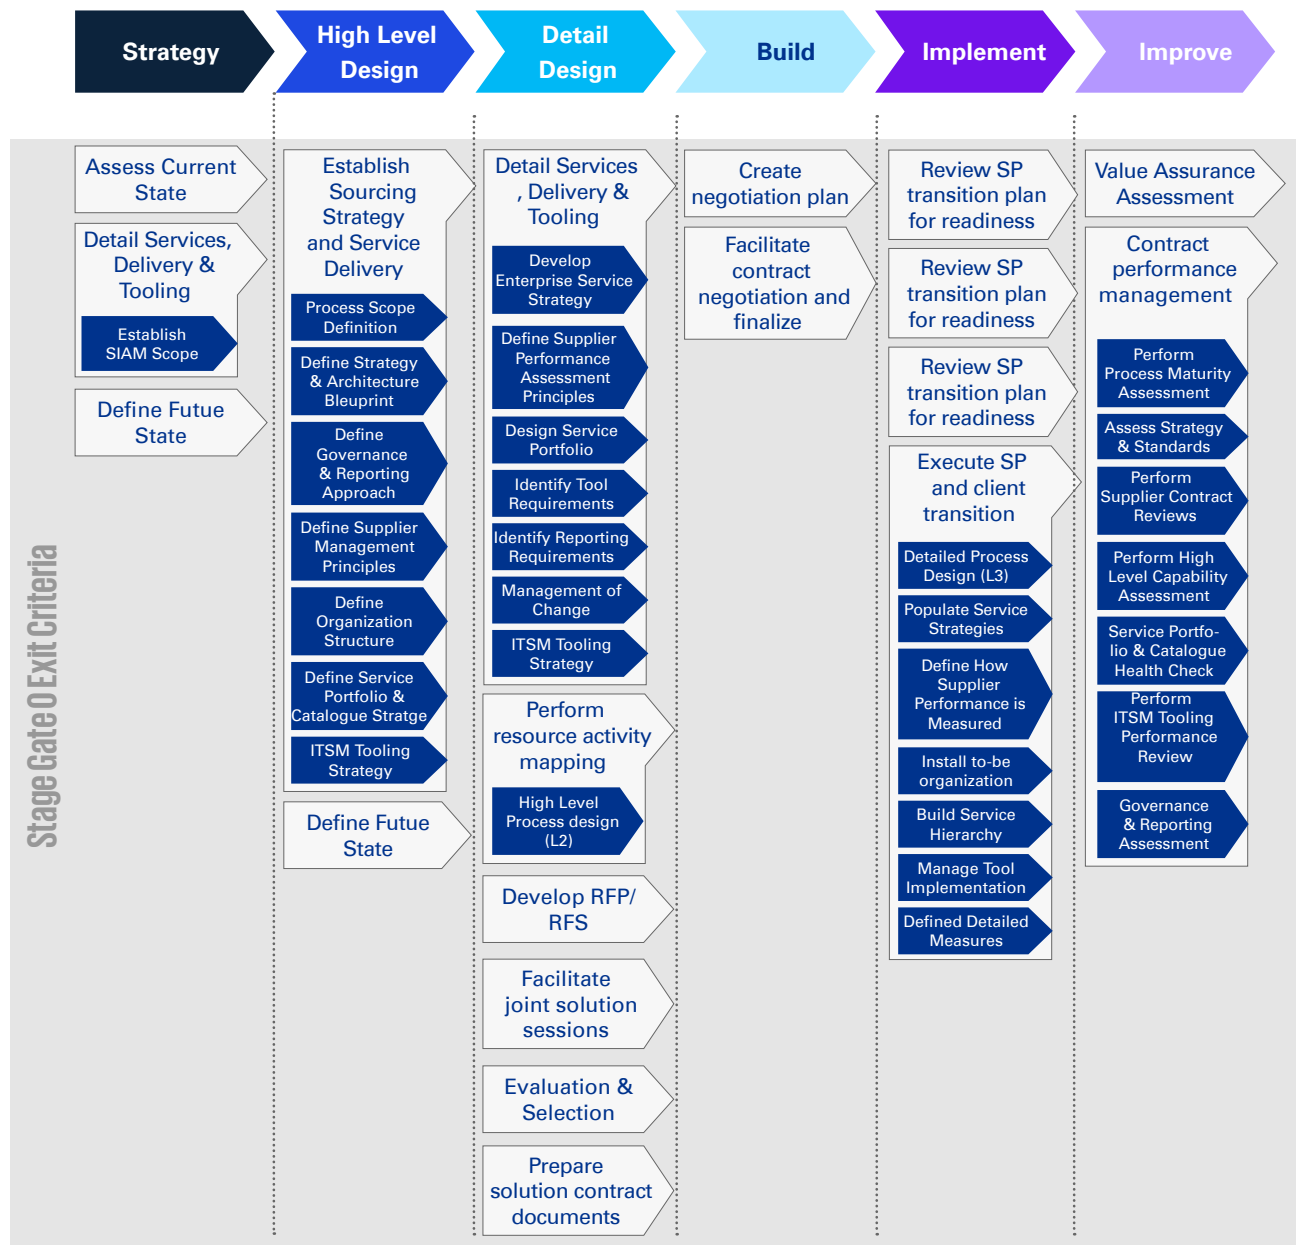 Strategy
High Level
Design
Detail
Design
Build
Implement
Improve
Stage Gate 0 Exit Criteria
Assess Current
State
Detail Services,
Delivery &
Tooling
Establish
SIAM Scope
Define Futue
State
Establish
Sourcing
Strategy
and Service
Delivery
Process Scope
Definition
Define Strategy
& Architecture
Bleuprint
Define
Governance
& Reporting
Approach
Define Supplier
Management
Principles
Define
Organization
Structure
Define Service
Portfolio &
Catalogue Stratge
ITSM Tooling
Strategy
Define Futue
State
Detail Services
, Delivery &
Tooling
Develop
Enterprise Service
Strategy
Define Supplier
Performance
Assessment
Principles
Design Service
Portfolio
Identify Tool
Requirements
Identify Reporting
Requirements
Management of
Change
ITSM Tooling
Strategy
Perform
resource activity
mapping
High Level
Process design
(L2)
Develop RFP/
RFS
Facilitate
joint solution
sessions
Evaluation &
Selection
Prepare
solution contract
documents
Create
negotiation plan
Facilitate
contract
negotiation and
finalize
Review SP
transition plan
for readiness
Review SP
transition plan
for readiness
Review SP
transition plan
for readiness
Execute SP
and client
transition
Detailed Process
Design (L3)
Populate Service
Strategies
Define How
Supplier
Performance is
Measured
Install to-be
organization
Build Service
Hierarchy
Manage Tool
Implementation
Defined Detailed
Measures
Value Assurance
Assessment
Contract
performance
management
Perform
Process Maturity
Assessment
Assess Strategy
& Standards
Perform
Supplier Contract
Reviews
Perform High
Level Capability
Assessment
Service Portfo-
lio & Catalogue
Health Check
Perform
ITSM Tooling
Performance
Review
Governance
& Reporting
Assessment